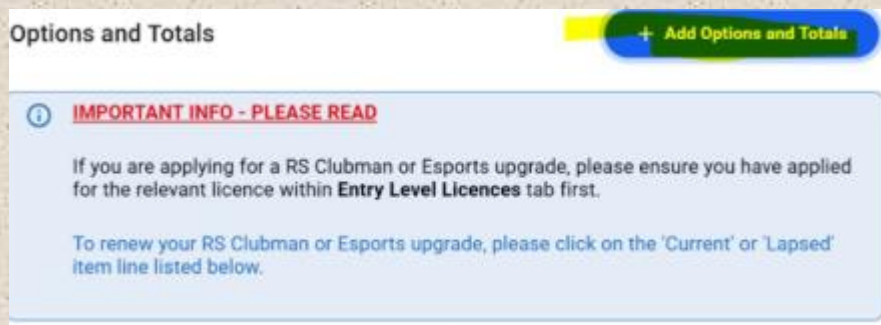 Options and Totals
+ Add Options and Totals
IMPORTANT INFO - PLEASE READ
If you are applying for a RS Clubman or Esports upgrade, please ensure you have applied
for the relevant licence within Entry Level Licences tab first.
To renew your RS Clubman or Esports upgrade, please click on the 'Current' or 'Lapsed'
item line listed below.